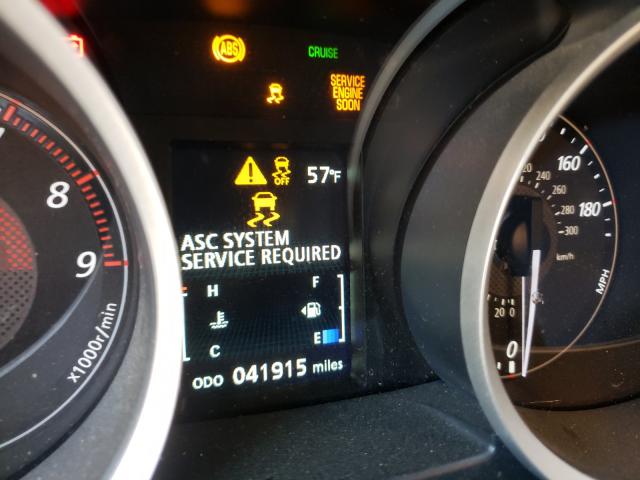 ABS
CRUISE
SERVICE
ENGINE
SOON
OFF
57°F
ASC SYSTEM
SERVICE REQUIRED
H
F
C
E
ODO 041915 miles
8
9
x1000r/min
160
180
240
260
280
300
km/h
MPH
20
0
0